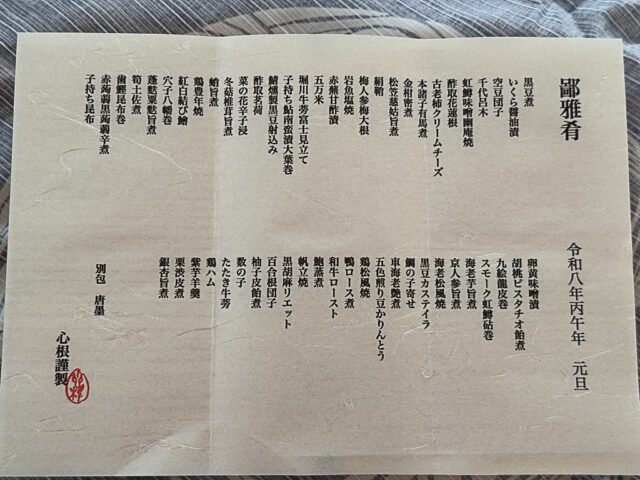 鄙雅肴
令和八年丙午年 元旦
黒豆煮
いくら醤油漬
空豆団子
千代呂木
虹鱒味噌幽庵焼
酢取花蓮根
古老柿クリームチーズ
本諸子有馬煮
金柑密煮
松笠慈姑旨煮
絹鞘
梅人参梅大根
岩魚塩焼
赤蕪甘酢漬
五万米
堀川牛蒡富士見立て
子持ち鮎南蛮漬大葉巻
鯖燻製黒豆射込み
酢取茗荷
菜の花辛子浸
冬菇椎茸旨煮
蛸旨煮
鶏豊年焼
紅白結び鱠
穴子八幡巻
蓬麩粟麩旨煮
筍土佐煮
歯鰹昆布巻
赤蒟蒻黒蒟蒻辛煮
子持ち昆布
卵黄味噌漬
胡桃ピスタチオ飴煮
九絵龍皮巻
スモーク虹鱒砧巻
海老芋旨煮
京人参旨煮
海老松風焼
黒豆カステイラ
鯛の子寄せ
車海老艶煮
五色煎り豆かりんとう
鶏松風焼
鴨ロース煮
和牛ロースト
鮑蒸煮
帆立焼
黒胡麻リエット
百合根団子
柚子皮飴煮
数の子
たたき牛蒡
鶏ハム
紫芋羊羹
栗渋皮煮
銀杏旨煮
別包 唐墨
心根謹製